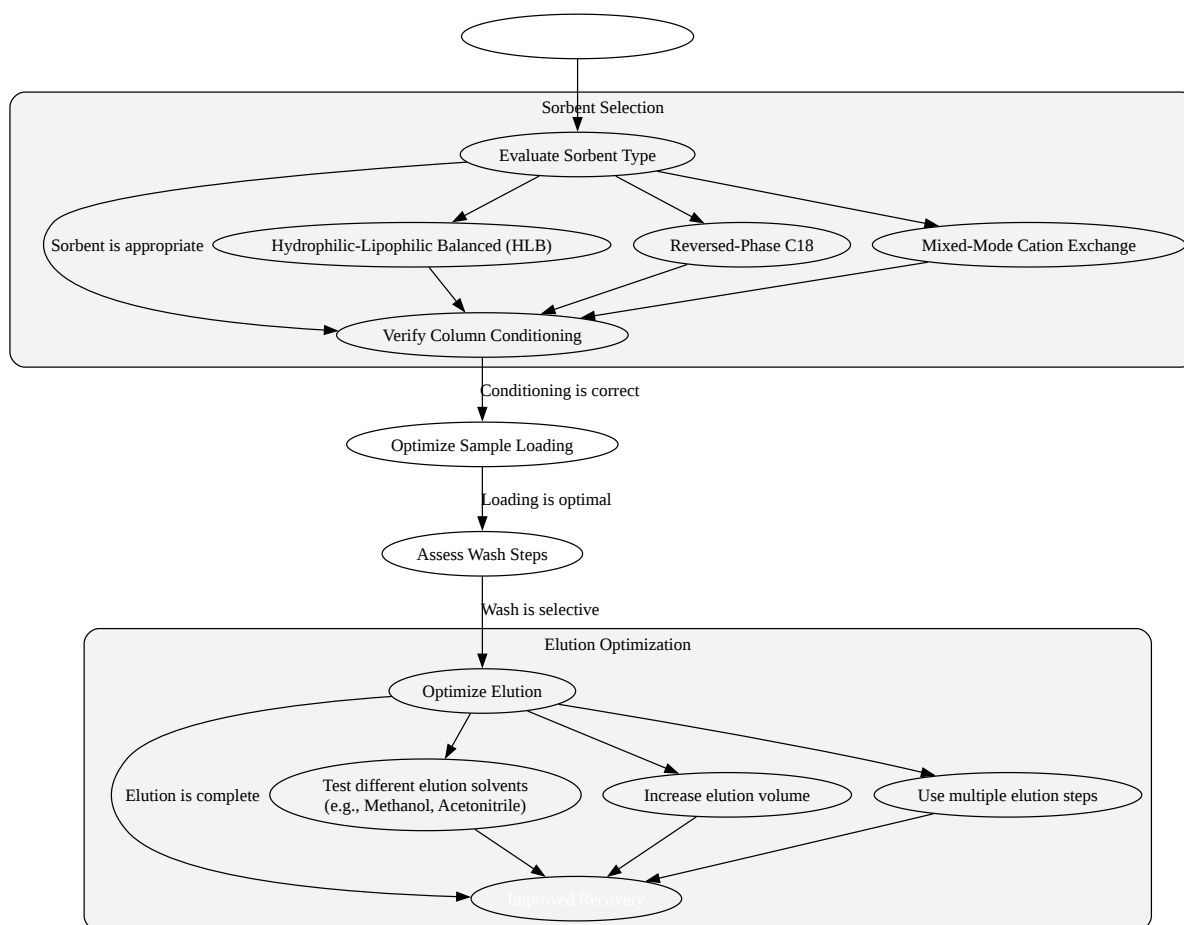 Sorbent Selection
Evaluate Sorbent Type
Sorbent is appropriate
Hydrophilic-Lipophilic Balanced (HLB)
Reversed-Phase C18
Mixed-Mode Cation Exchange
Verify Column Conditioning
Conditioning is correct
Optimize Sample Loading
Loading is optimal
Assess Wash Steps
Wash is selective
Elution Optimization
Optimize Elution
Elution is complete
Test different elution solvents
(e.g., Methanol, Acetonitrile)
Increase elution volume
Use multiple elution steps
Improved Recovery